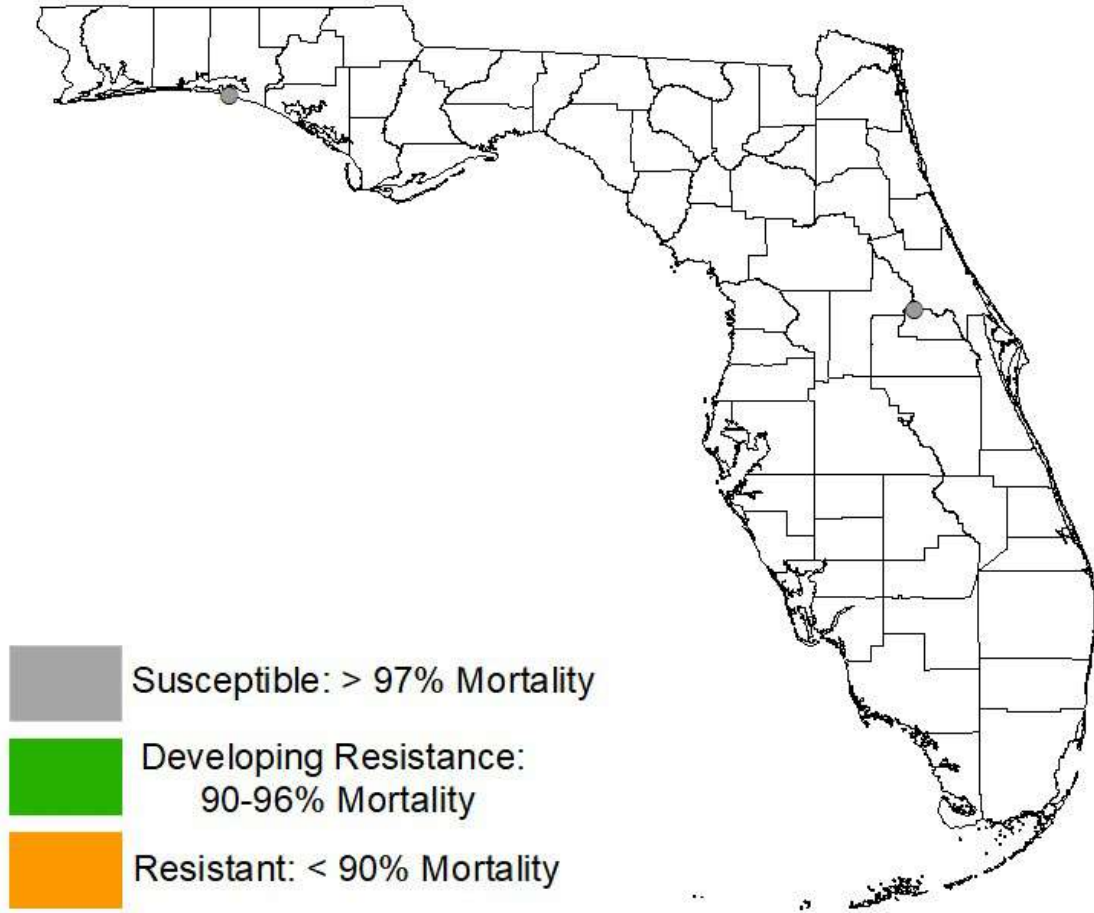 Susceptible: > 97% Mortality
Developing Resistance:
90-96% Mortality
Resistant: < 90% Mortality